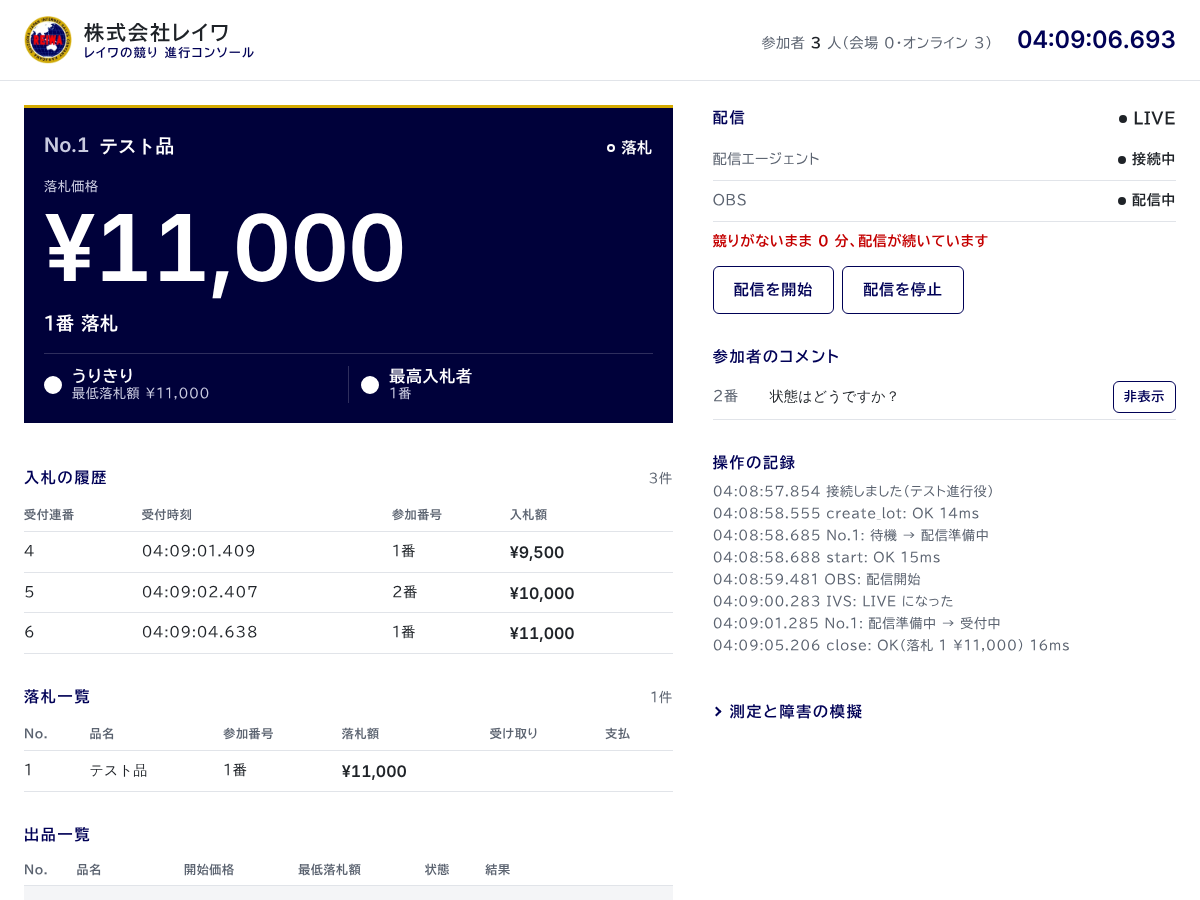 REIWA
株式会社レイワ
レイワの競り 進行コンソール
参加者 3 人(会場 0・オンライン 3)
04:09:06.693
No.1 テスト品
落札
落札価格
¥11,000
1番 落札
うりきり
最低落札額 ¥11,000
最高入札者
1番
入札の履歴
3件
受付連番 受付時刻 参加番号 入札額
4 04:09:01.409 1番 ¥9,500
5 04:09:02.407 2番 ¥10,000
6 04:09:04.638 1番 ¥11,000
落札一覧
1件
No. 品名 参加番号 落札額 受け取り 支払
1 テスト品 1番 ¥11,000
出品一覧
No. 品名 開始価格 最低落札額 状態 結果
配信
LIVE
配信エージェント
接続中
OBS
配信中
競りがないまま 0 分、配信が続いています
配信を開始
配信を停止
参加者のコメント
2番 状態はどうですか？
非表示
操作の記録
04:08:57.854 接続しました(テスト進行役)
04:08:58.555 create_lot: OK 14ms
04:08:58.685 No.1: 待機 → 配信準備中
04:08:58.688 start: OK 15ms
04:08:59.481 OBS: 配信開始
04:09:00.283 IVS: LIVE になった
04:09:01.285 No.1: 配信準備中 → 受付中
04:09:05.206 close: OK(落札 1 ¥11,000) 16ms
測定と障害の模擬